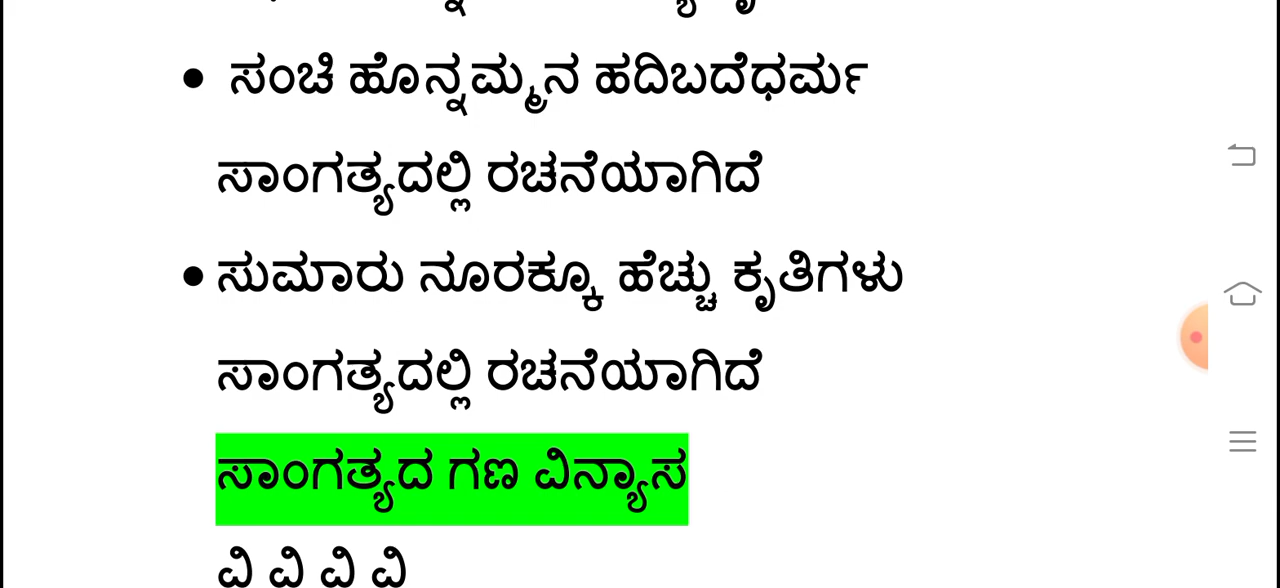 ಸಂಚಿ ಹೊನ್ನಮ್ಮನ ಹದಿಬದೆಧರ್ಮ
ಸಾಂಗತ್ಯದಲ್ಲಿ ರಚನೆಯಾಗಿದೆ
ಸುಮಾರು ನೂರಕ್ಕೂ ಹೆಚ್ಚು ಕೃತಿಗಳು
ಸಾಂಗತ್ಯದಲ್ಲಿ ರಚನೆಯಾಗಿದೆ
ಸಾಂಗತ್ಯದ ಗಣ ವಿನ್ಯಾಸ
ವಿ ವಿ ವಿ ವಿ